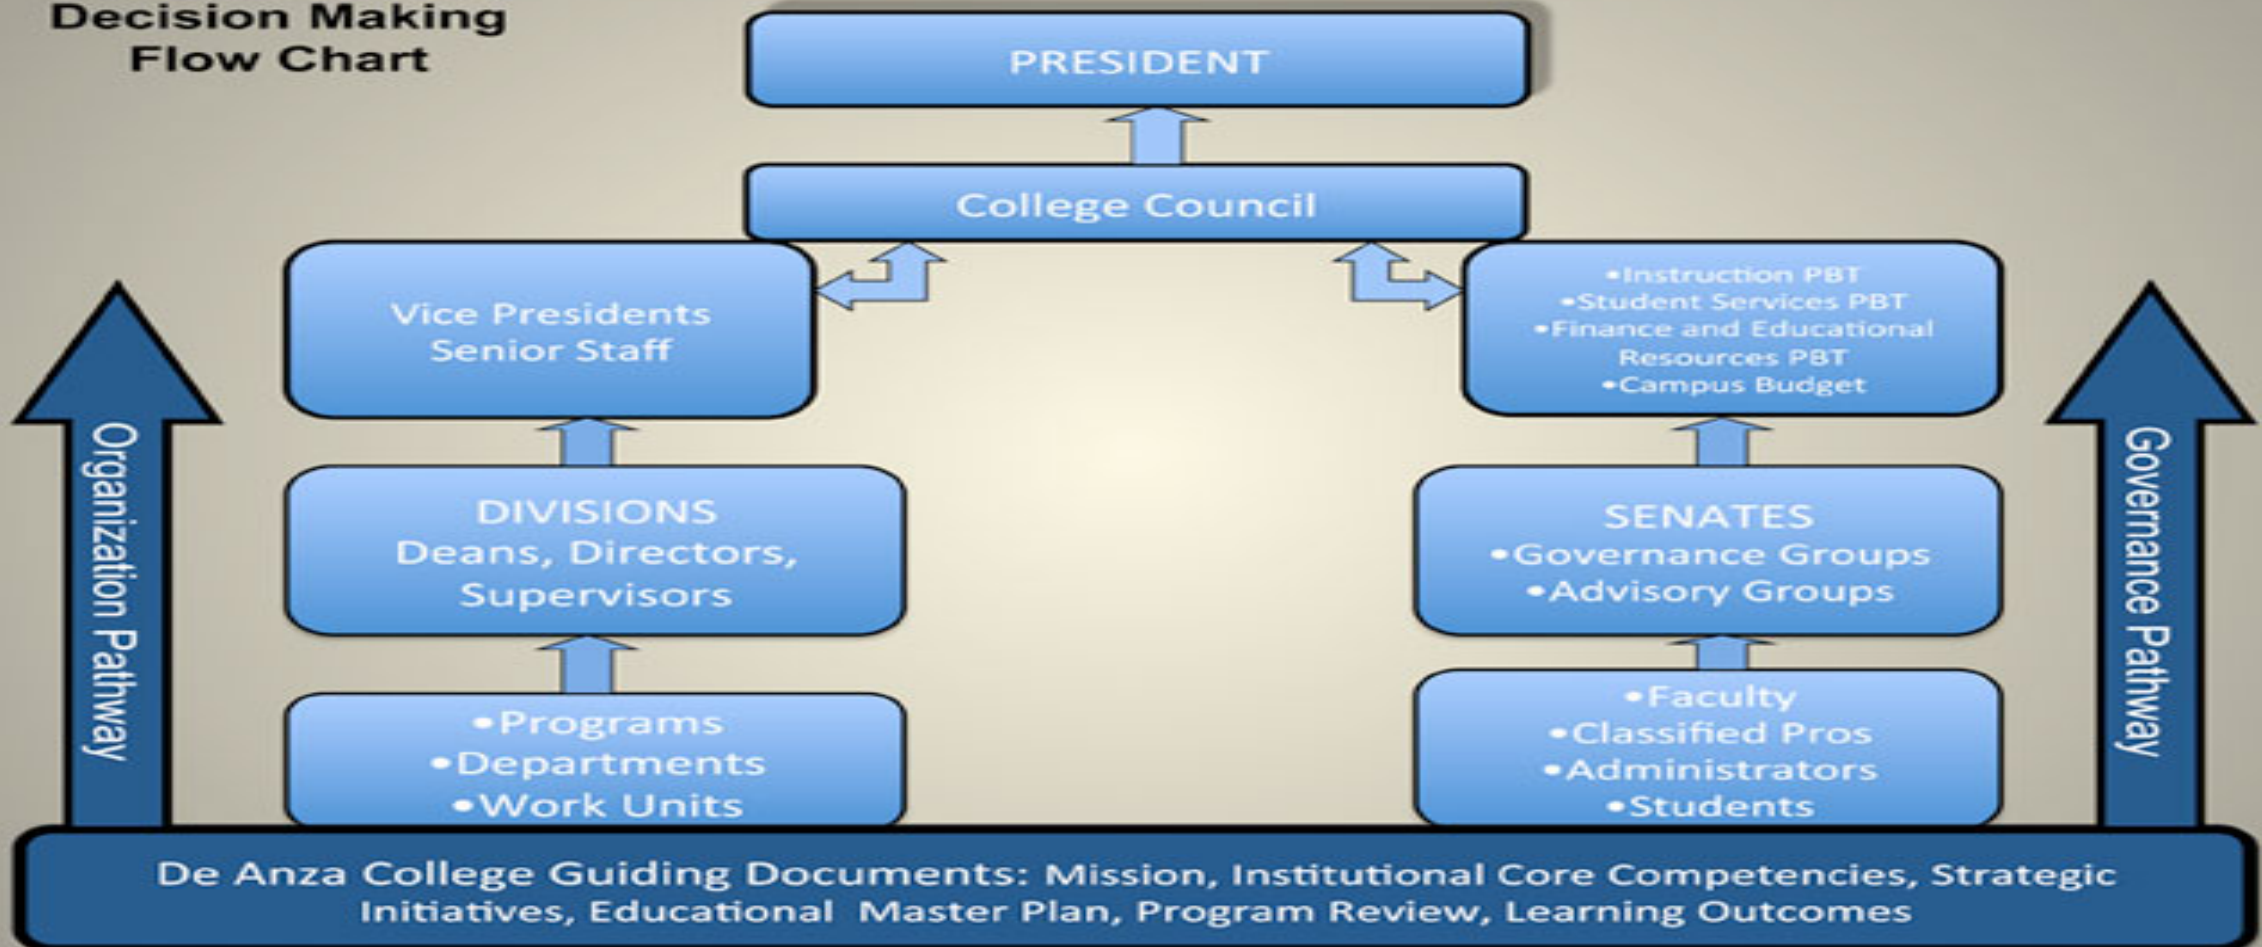 Decision Making
Flow Chart
PRESIDENT
College Council
Vice Presidents
Senior Staff
•Instruction PBT
•Student Services PBT
•Finance and Educational
Resources PBT
•Campus Budget
DIVISIONS
Deans, Directors,
Supervisors
SENATES
•Governance Groups
•Advisory Groups
•Programs
•Departments
•Work Units
•Faculty
•Classified Pros
•Administrators
•Students
Organization Pathway
Governance Pathway
De Anza College Guiding Documents: Mission, Institutional Core Competencies, Strategic
Initiatives, Educational Master Plan, Program Review, Learning Outcomes